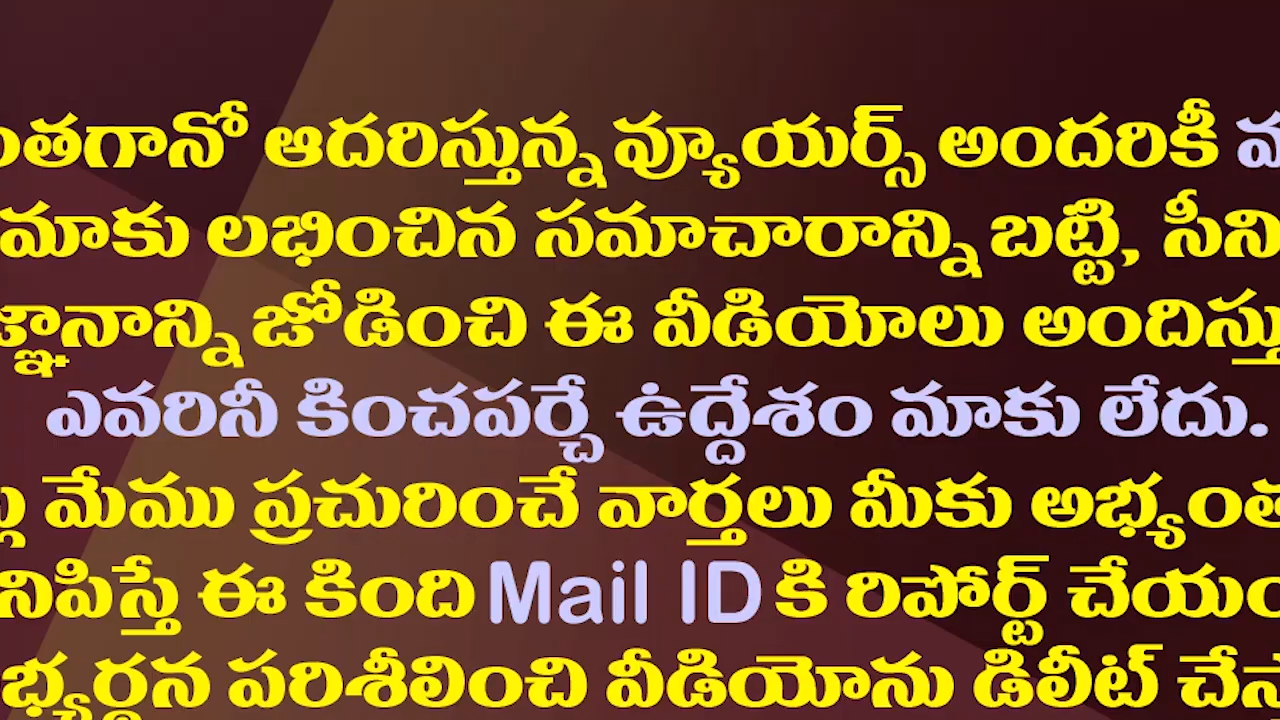 ంతగానో ఆదరిస్తున్న వ్యూయర్స్ అందరికీ
మాకు లభించిన సమాచారాన్ని బట్టి, సీని
జ్ఞానాన్ని జోడించి ఈ వీడియోలు అందిస్తు
ఎవరినీ కించపర్చే ఉద్దేశం మాకు లేదు.
మేము ప్రచురించే వార్తలు మీకు అభ్యంత
నిపిస్తే ఈ కింది Mail ID కి రిపోర్ట్ చేయం
భ్యర్థన పరిశీలించి వీడియోను డిలీట్ చేస